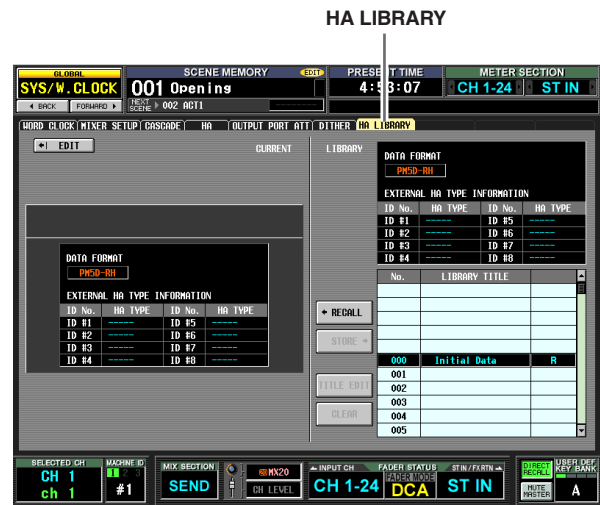 HA LIBRARY
GLOBAL SCENE MEMORY EDIT PRESENT TIME METER SECTION
SYS/W.CLOCK 001 Opening 4:53:07 CH 1-24 ST IN
BACK FORWARD NEXT SCENE 002 ACT1
WORD CLOCK MIXER SETUP CASCADE HA OUTPUT PORT ATT DITHER HA LIBRARY
EDIT CURRENT LIBRARY
DATA FORMAT
PM5D-RH
EXTERNAL HA TYPE INFORMATION
ID No. HA TYPE ID No. HA TYPE
ID #1 ----- ID #5 -----
ID #2 ----- ID #6 -----
ID #3 ----- ID #7 -----
ID #4 ----- ID #8 -----
DATA FORMAT
PM5D-RH
EXTERNAL HA TYPE INFORMATION
ID No. HA TYPE ID No. HA TYPE
ID #1 ----- ID #5 -----
ID #2 ----- ID #6 -----
ID #3 ----- ID #7 -----
ID #4 ----- ID #8 -----
No. LIBRARY TITLE
RECALL
STORE
000 Initial Data R
001
TITLE EDIT 002
003
CLEAR 004
005
SELECTED CH MACHINE ID MIX SECTION MX20 INPUT CH FADER STATUS ST IN/FX RTN DIRECT RECALL USER DEF KEY BANK
CH 1 1 2 3 SEND CH LEVEL CH 1-24 FADER MODE ST IN
ch 1 #1 DCA MUTE MASTER A